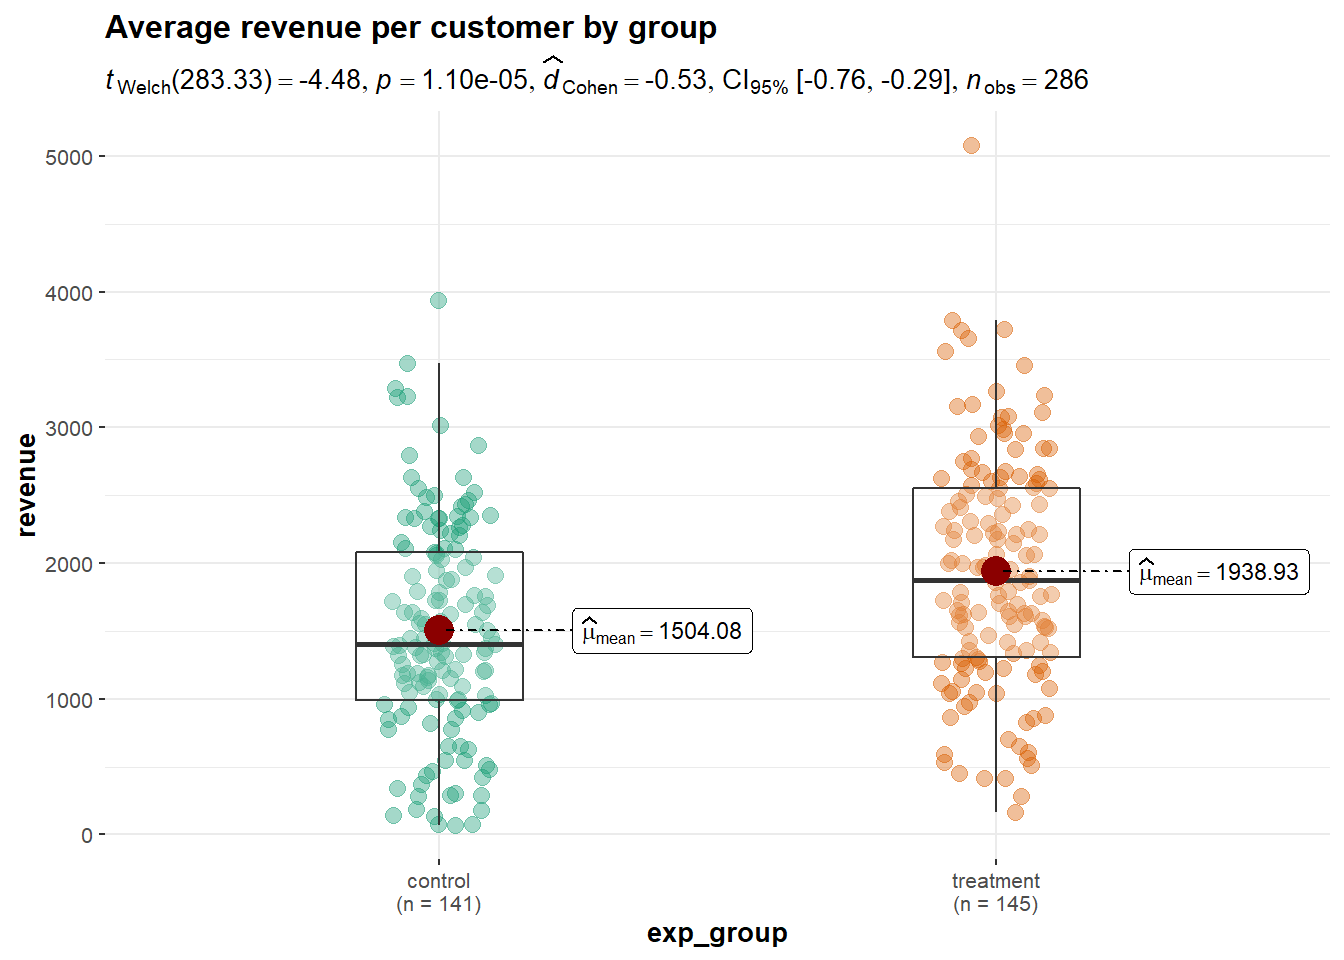 Average revenue per customer by group
t Welch(283.33) = -4.48, p = 1.10e-05, d̂ Cohen = -0.53, CI95% [-0.76, -0.29], n obs = 286
5000
4000
3000
2000
1000
0
revenue
μ̂ mean = 1504.08
μ̂ mean = 1938.93
control
(n = 141)
treatment
(n = 145)
exp_group